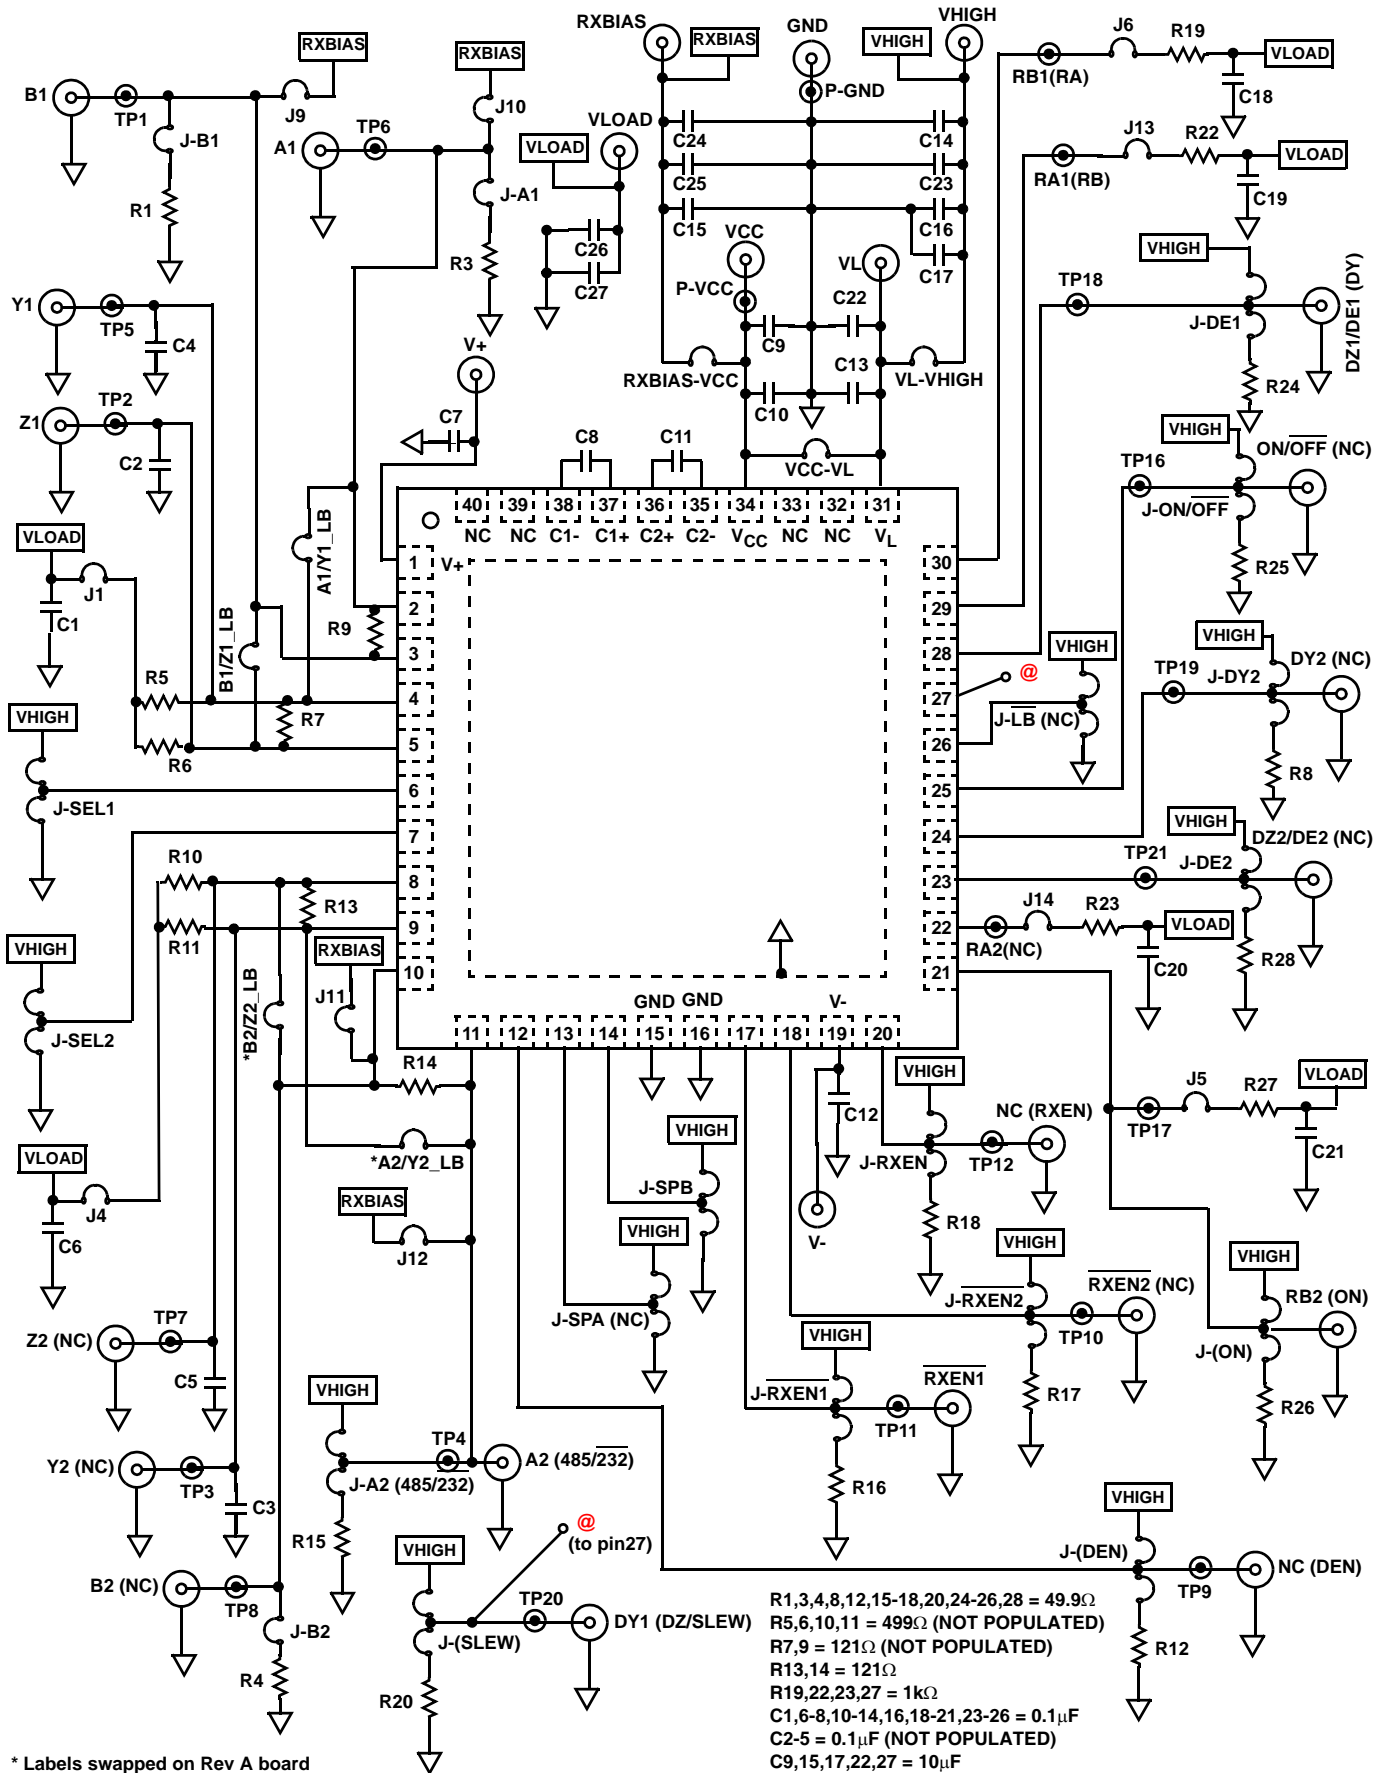 RXBIAS
GND
VHIGH
J6
R19
RXBIAS
RXBIAS
VHIGH
VLOAD
RB1(RA)
C18
B1
TP1
J9
J10
P-GND
VLOAD
J-B1
A1
TP6
VLOAD
C24
C14
J13
R22
VLOAD
R1
J-A1
C25
C23
RA1(RB)
C19
R3
C26
C27
C15
C16
C17
VCC
VL
VHIGH
Y1
TP5
C4
P-VCC
C22
TP18
J-DE1
DZ1/DE1 (DY)
V+
C9
RXBIAS-VCC
C13
VL-VHIGH
R24
Z1
TP2
C2
C7
C10
VHIGH
ON/OFF (NC)
C8
C11
VCC-VL
TP16
J-ON/OFF
40
39
38
37
36
35
34
33
32
31
NC
NC
C1-
C1+
C2+
C2-
VCC
NC
NC
VL
VLOAD
J1
C1
A1/Y1_LB
1
V+
30
R25
2
29
R9
B1/Z1_LB
3
28
VHIGH
VHIGH
DY2 (NC)
TP19
J-DY2
R5
4
27
@
R7
J-LB (NC)
VHIGH
R6
5
26
R8
J-SEL1
6
25
7
24
VHIGH
DZ2/DE2 (NC)
TP21
J-DE2
R10
8
23
R13
J14
R23
R11
9
22
VLOAD
RA2(NC)
C20
R28
VHIGH
RXBIAS
10
21
J11
*B2/Z2_LB
J-SEL2
GND
GND
V-
11
12
13
14
15
16
17
18
19
20
R14
VHIGH
J5
R27
VLOAD
C12
NC (RXEN)
TP17
C21
VLOAD
*A2/Y2_LB
VHIGH
J-RXEN
TP12
J4
C6
RXBIAS
J-SPB
J12
VHIGH
V-
R18
VHIGH
VHIGH
J-RXEN2
RXEN2 (NC)
RB2 (ON)
Z2 (NC)
TP7
J-SPA (NC)
TP10
J-(ON)
C5
VHIGH
VHIGH
J-RXEN1
RXEN1
R17
R26
TP11
Y2 (NC)
TP3
TP4
A2 (485/232)
J-A2 (485/232)
C3
R16
VHIGH
R15
@
(to pin27)
VHIGH
J-(DEN)
B2 (NC)
TP8
TP20
TP9
NC (DEN)
J-B2
J-(SLEW)
DY1 (DZ/SLEW)
R4
R20
R12
R1,3,4,8,12,15-18,20,24-26,28 = 49.9Ω
R5,6,10,11 = 499Ω (NOT POPULATED)
R7,9 = 121Ω (NOT POPULATED)
R13,14 = 121Ω
R19,22,23,27 = 1kΩ
C1,6-8,10-14,16,18-21,23-26 = 0.1μF
C2-5 = 0.1μF (NOT POPULATED)
C9,15,17,22,27 = 10μF
* Labels swapped on Rev A board